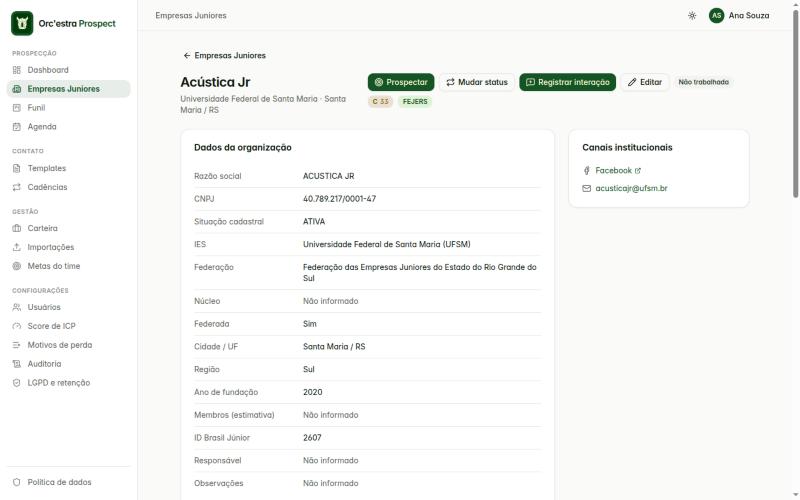 Orc'estra Prospect
PROSPECÇÃO
Dashboard
Empresas Juniores
Funil
Agenda
CONTATO
Templates
Cadências
GESTÃO
Carteira
Importações
Metas do time
CONFIGURAÇÕES
Usuários
Score de ICP
Motivos de perda
Auditoria
LGPD e retenção
Política de dados
Empresas Juniores
AS Ana Souza
Empresas Juniores
Acústica Jr
Universidade Federal de Santa Maria · Santa
Maria / RS
Prospectar
Mudar status
Registrar interação
Editar
Não trabalhada
C 33
FEJERS
Dados da organização
Razão social ACUSTICA JR
CNPJ 40.789.217/0001-47
Situação cadastral ATIVA
IES Universidade Federal de Santa Maria (UFSM)
Federação Federação das Empresas Juniores do Estado do Rio Grande do
Sul
Núcleo Não informado
Federada Sim
Cidade / UF Santa Maria / RS
Região Sul
Ano de fundação 2020
Membros (estimativa) Não informado
ID Brasil Júnior 2607
Responsável Não informado
Observações Não informado
Canais institucionais
Facebook
acusticajr@ufsm.br